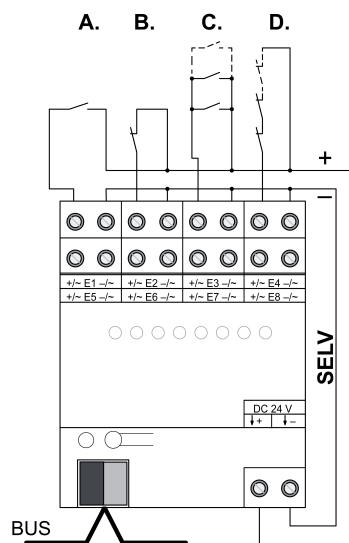 A. B. C. D.
+
–
+/~ E1 –/~ +/~ E2 –/~ +/~ E3 –/~ +/~ E4 –/~
+/~ E5 –/~ +/~ E6 –/~ +/~ E7 –/~ +/~ E8 –/~
SELV
DC 24 V
+ –
BUS